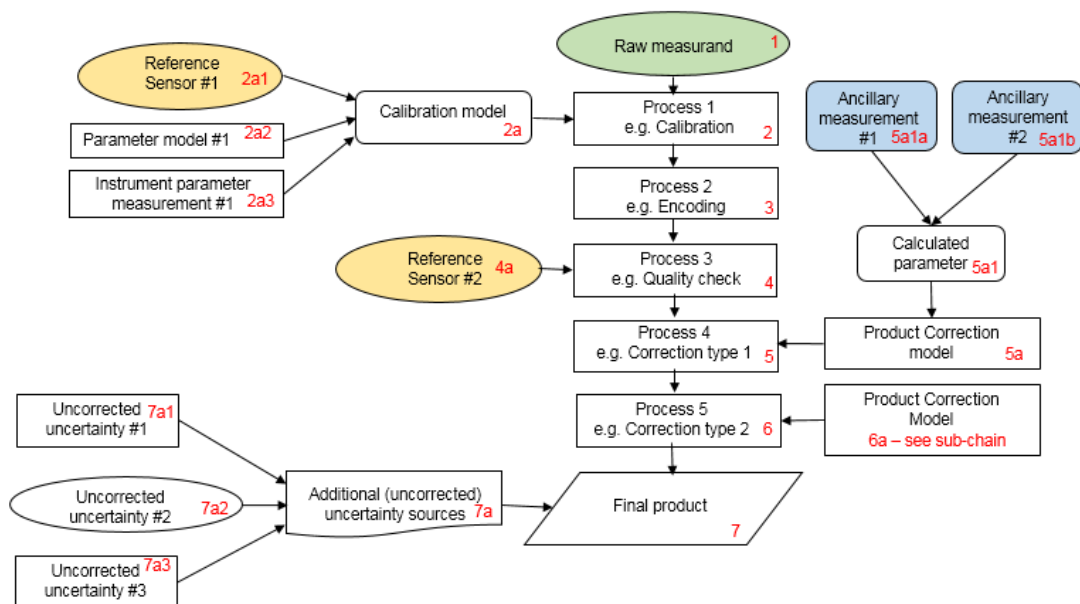 Raw measurand 1
Reference
Sensor #1 2a1
Parameter model #1 2a2
Instrument parameter
measurement #1 2a3
Calibration model
2a
Process 1
e.g. Calibration 2
Ancillary
measurement
#1 5a1a
Ancillary
measurement
#2 5a1b
Process 2
e.g. Encoding 3
Reference
Sensor #2 4a
Process 3
e.g. Quality check 4
Calculated
parameter
5a1
Process 4
e.g. Correction type 1 5
Product Correction
model 5a
Process 5
e.g. Correction type 2 6
Product Correction
Model
6a – see sub-chain
Uncorrected 7a1
uncertainty #1
Uncorrected 7a2
uncertainty #2
Uncorrected 7a3
uncertainty #3
Additional (uncorrected)
uncertainty sources 7a
Final product
7